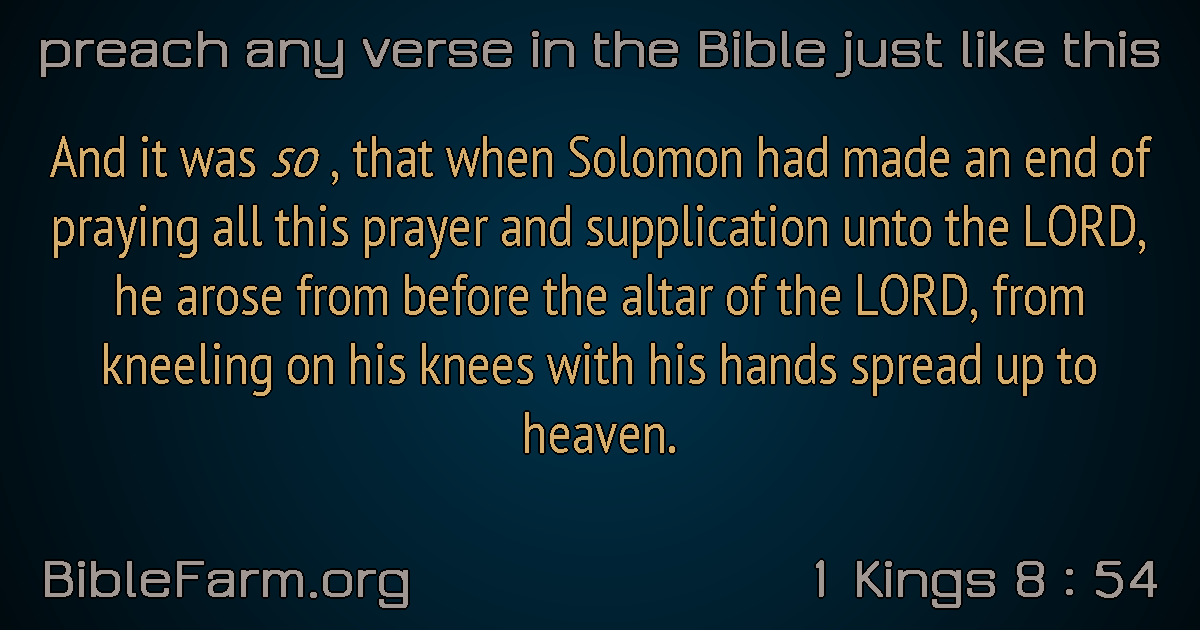 preach any verse in the Bible just like this
And it was so , that when Solomon had made an end of
praying all this prayer and supplication unto the LORD,
he arose from before the altar of the LORD, from
kneeling on his knees with his hands spread up to
heaven.
BibleFarm.org
1 Kings 8 : 54